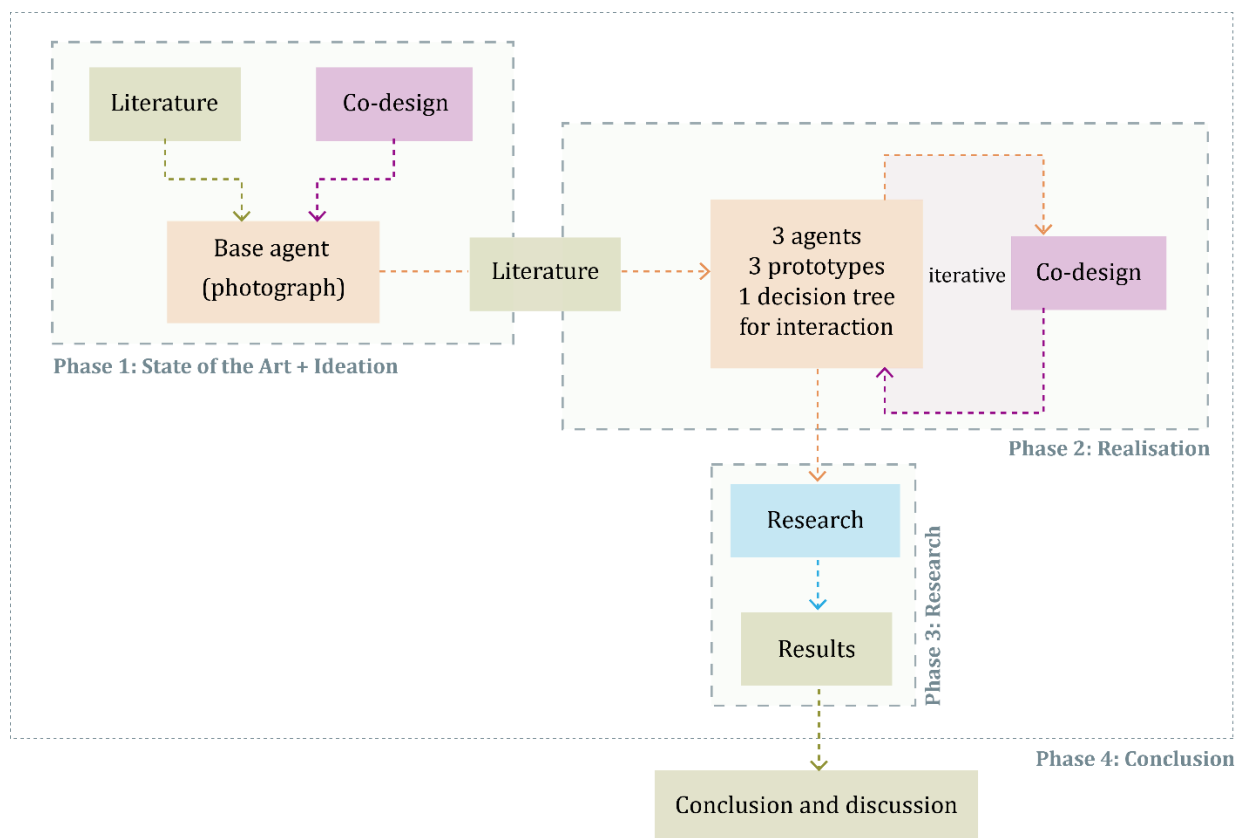 Literature
Co-design
Base agent
(photograph)
Phase 1: State of the Art + Ideation
Literature
3 agents
3 prototypes
1 decision tree
for interaction
iterative
Co-design
Phase 2: Realisation
Research
Results
Phase 3: Research
Phase 4: Conclusion
Conclusion and discussion